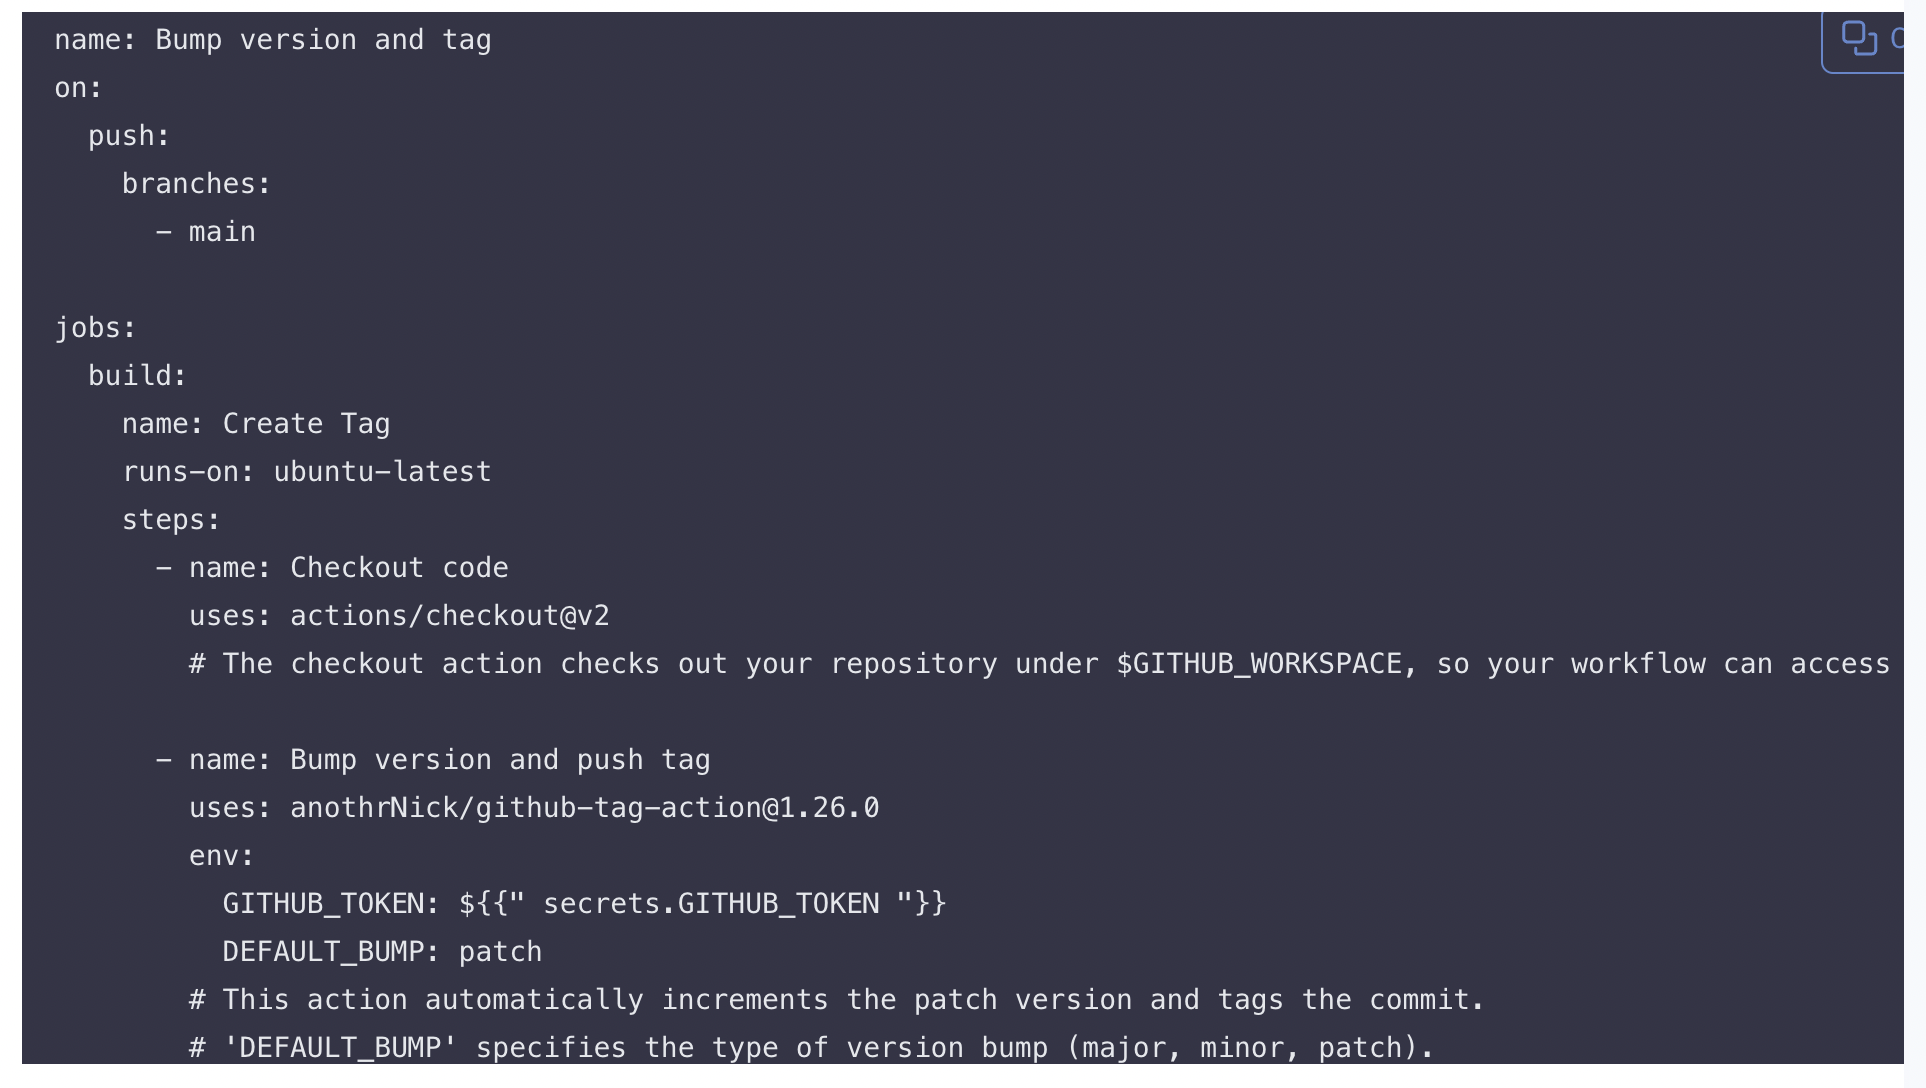 name: Bump version and tag
on:
  push:
    branches:
      - main

jobs:
  build:
    name: Create Tag
    runs-on: ubuntu-latest
    steps:
      - name: Checkout code
        uses: actions/checkout@v2
        # The checkout action checks out your repository under $GITHUB_WORKSPACE, so your workflow can access

      - name: Bump version and push tag
        uses: anothrNick/github-tag-action@1.26.0
        env:
          GITHUB_TOKEN: ${{" secrets.GITHUB_TOKEN "}}
          DEFAULT_BUMP: patch
        # This action automatically increments the patch version and tags the commit.
        # 'DEFAULT_BUMP' specifies the type of version bump (major, minor, patch).